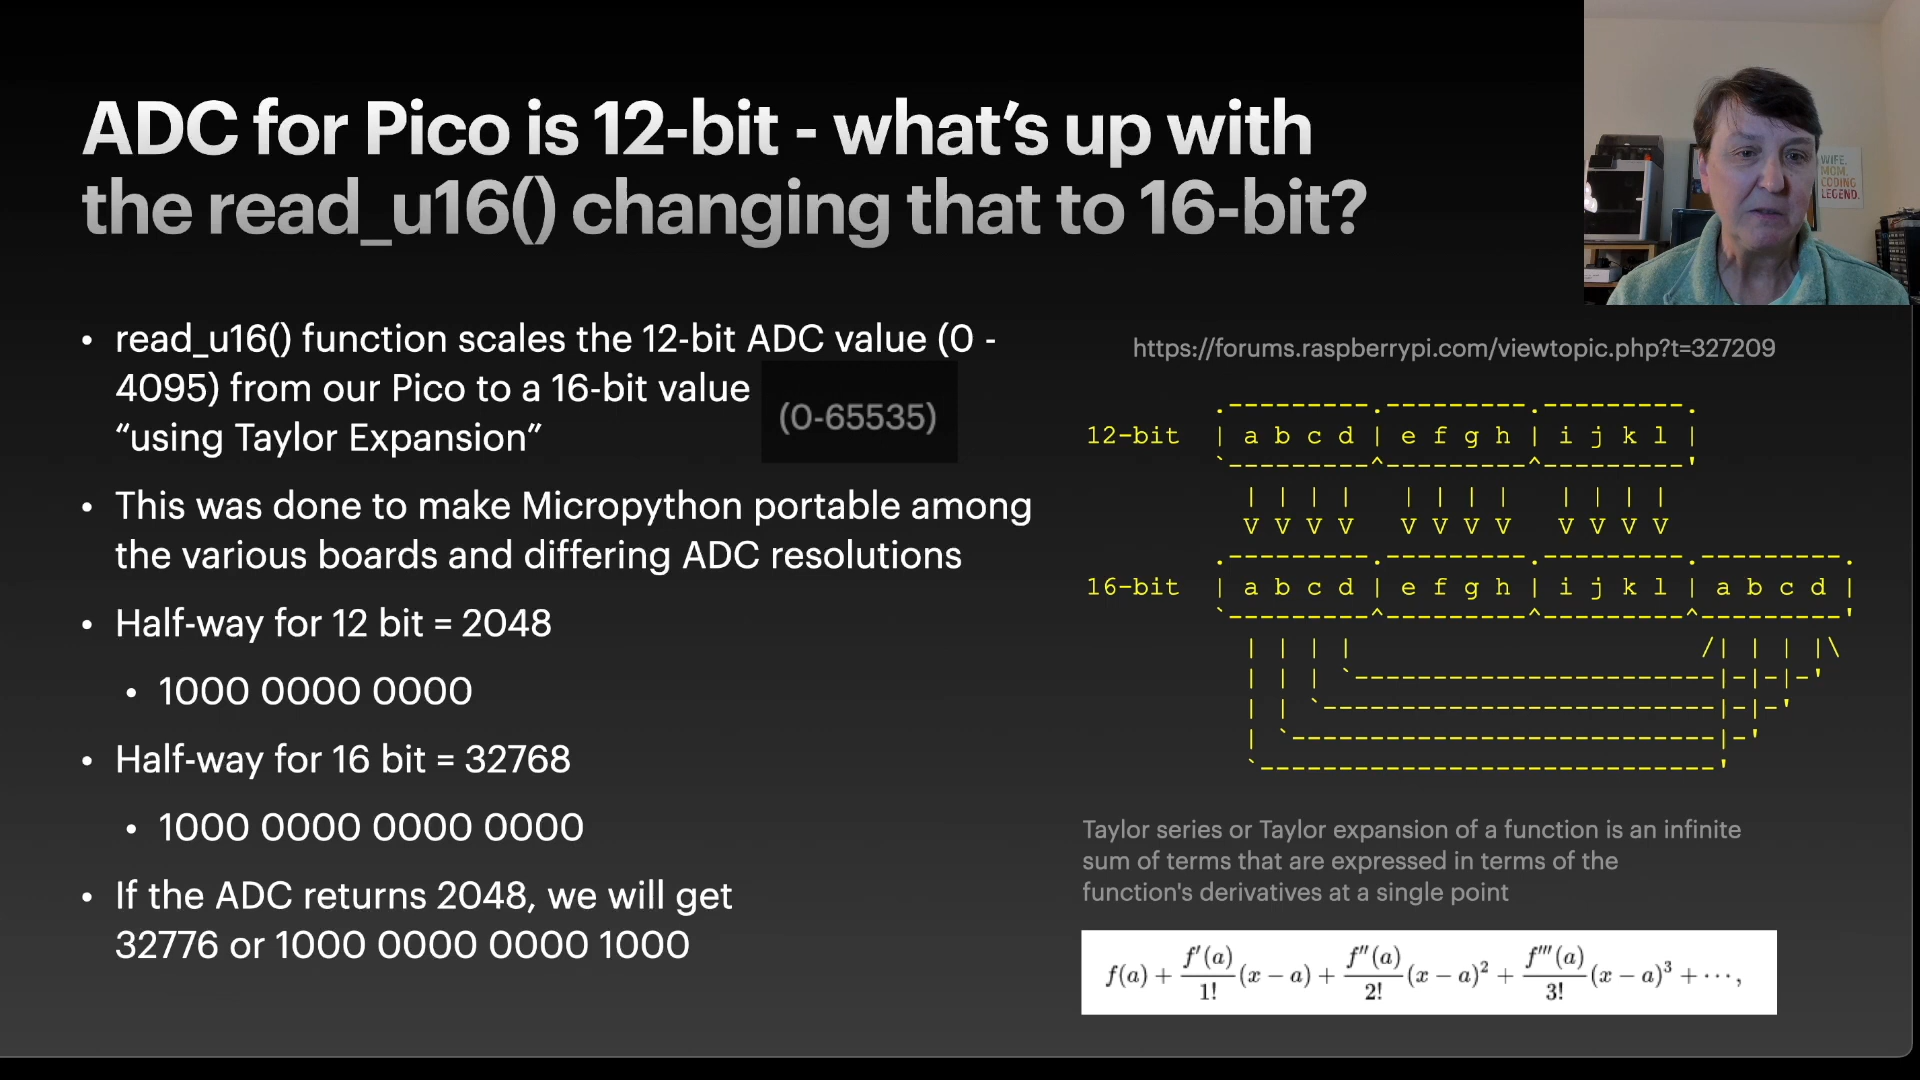 ADC for Pico is 12-bit - what's up with
the read_u16() changing that to 16-bit?
WIFE.
MOM.
CODING
LEGEND.
• read_u16() function scales the 12-bit ADC value (0 -
4095) from our Pico to a 16-bit value (0-65535)
“using Taylor Expansion”
• This was done to make Micropython portable among
the various boards and differing ADC resolutions
• Half-way for 12 bit = 2048
• 1000 0000 0000
• Half-way for 16 bit = 32768
• 1000 0000 0000 0000
• If the ADC returns 2048, we will get
32776 or 1000 0000 0000 1000
https://forums.raspberrypi.com/viewtopic.php?t=327209
12-bit | a b c d | e f g h | i j k l |
| | | | | | | | | | | |
V V V V V V V V V V V V
16-bit | a b c d | e f g h | i j k l | a b c d |
Taylor series or Taylor expansion of a function is an infinite
sum of terms that are expressed in terms of the
function's derivatives at a single point
f(a) + f′(a)/1! (x − a) + f″(a)/2! (x − a)² + f‴(a)/3! (x − a)³ + ⋯,